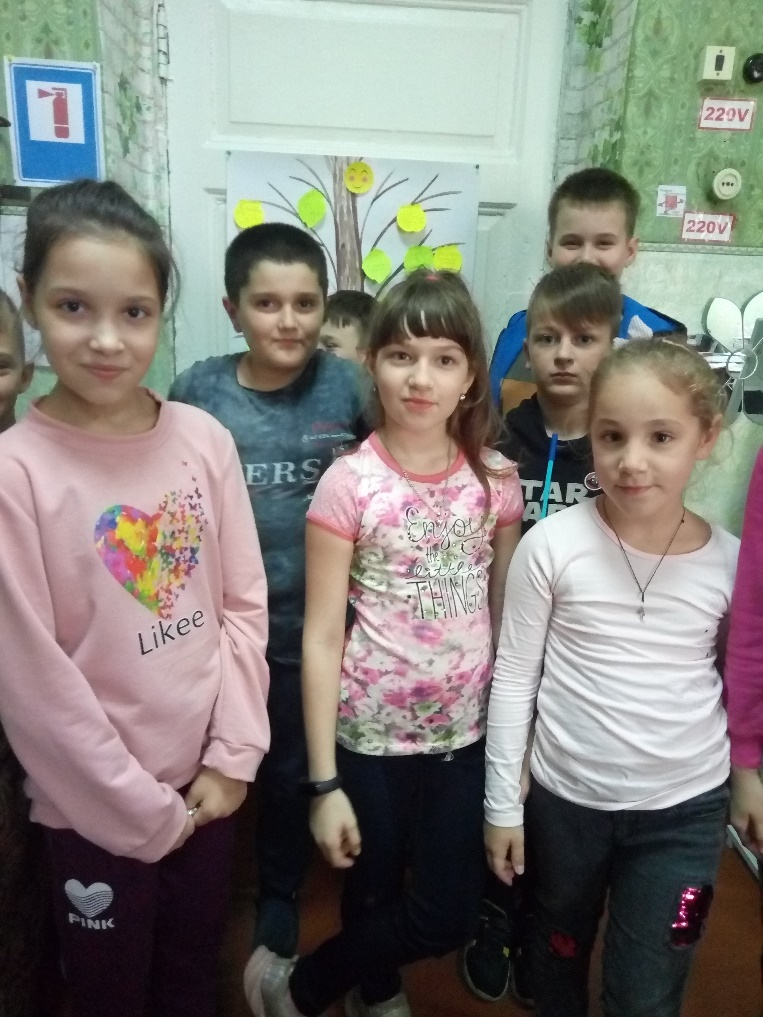 220V
220V
ERS
Enjoy
the
little
THINGS
STAR
Likee
PINK